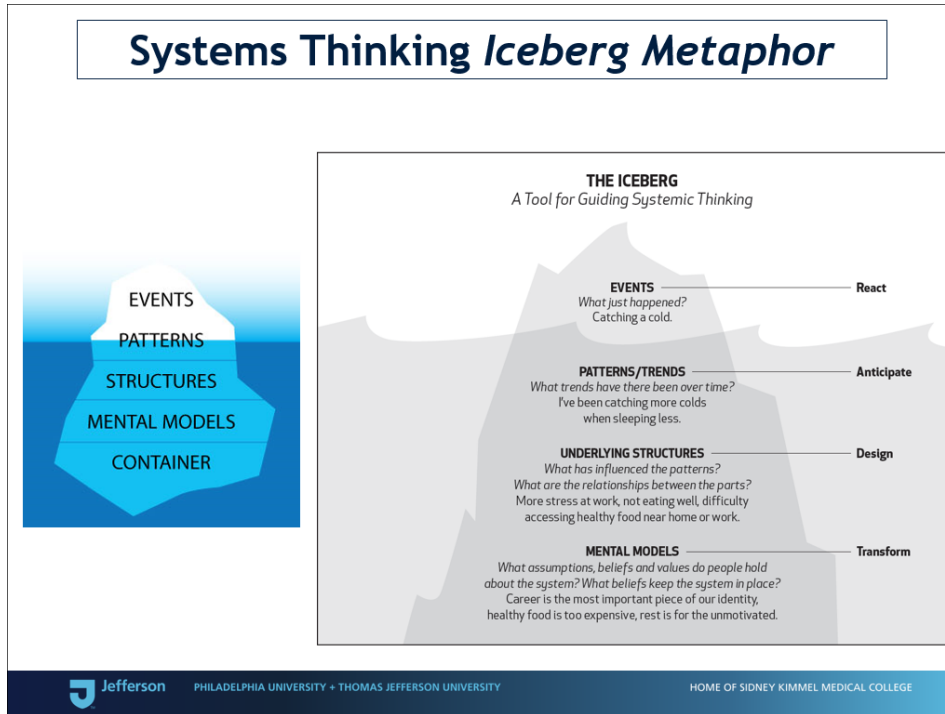 Systems Thinking Iceberg Metaphor
EVENTS
PATTERNS
STRUCTURES
MENTAL MODELS
CONTAINER
THE ICEBERG
A Tool for Guiding Systemic Thinking
EVENTS React
What just happened?
Catching a cold.
PATTERNS/TRENDS Anticipate
What trends have there been over time?
I've been catching more colds
when sleeping less.
UNDERLYING STRUCTURES Design
What has influenced the patterns?
What are the relationships between the parts?
More stress at work, not eating well, difficulty
accessing healthy food near home or work.
MENTAL MODELS Transform
What assumptions, beliefs and values do people hold
about the system? What beliefs keep the system in place?
Career is the most important piece of our identity,
healthy food is too expensive, rest is for the unmotivated.
Jefferson PHILADELPHIA UNIVERSITY + THOMAS JEFFERSON UNIVERSITY HOME OF SIDNEY KIMMEL MEDICAL COLLEGE